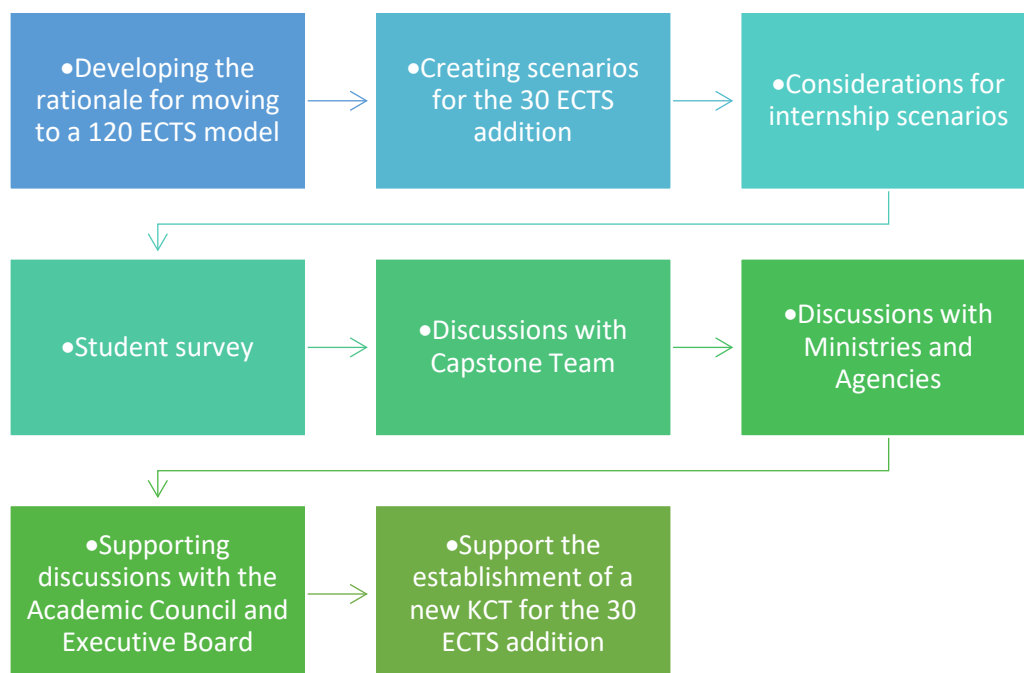 •Developing the
rationale for moving
to a 120 ECTS model
•Creating scenarios
for the 30 ECTS
addition
•Considerations for
internship scenarios
•Student survey
•Discussions with
Capstone Team
•Discussions with
Ministries and
Agencies
•Supporting
discussions with the
Academic Council and
Executive Board
•Support the
establishment of a
new KCT for the 30
ECTS addition